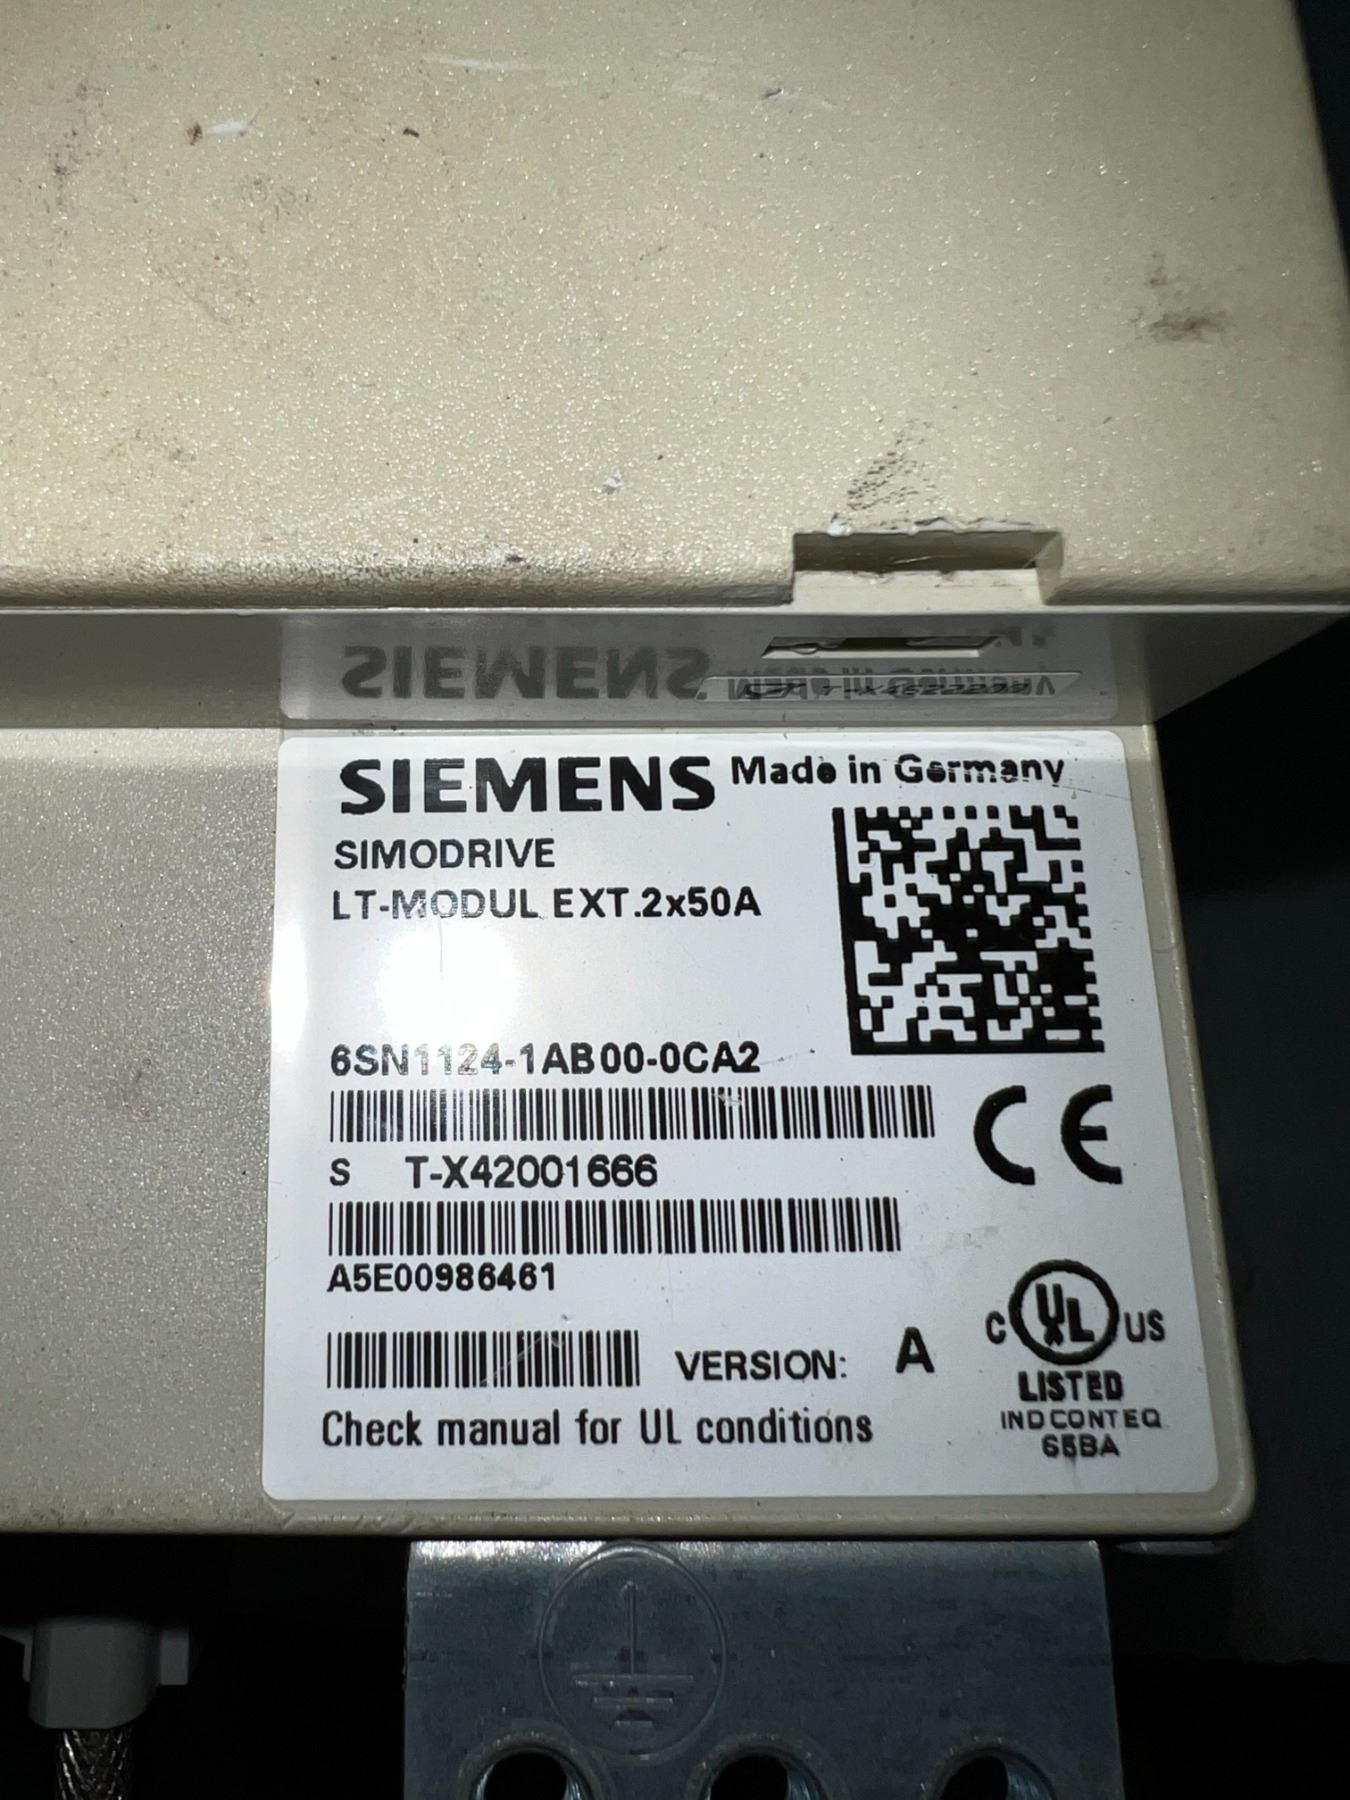 SIEMENS Made in Germany
SIMODRIVE
LT-MODUL EXT.2x50A
6SN1124-1AB00-0CA2
S T-X42001666
A5E00986461
VERSION: A
C UL US
LISTED
IND CONT EQ
65BA
Check manual for UL conditions